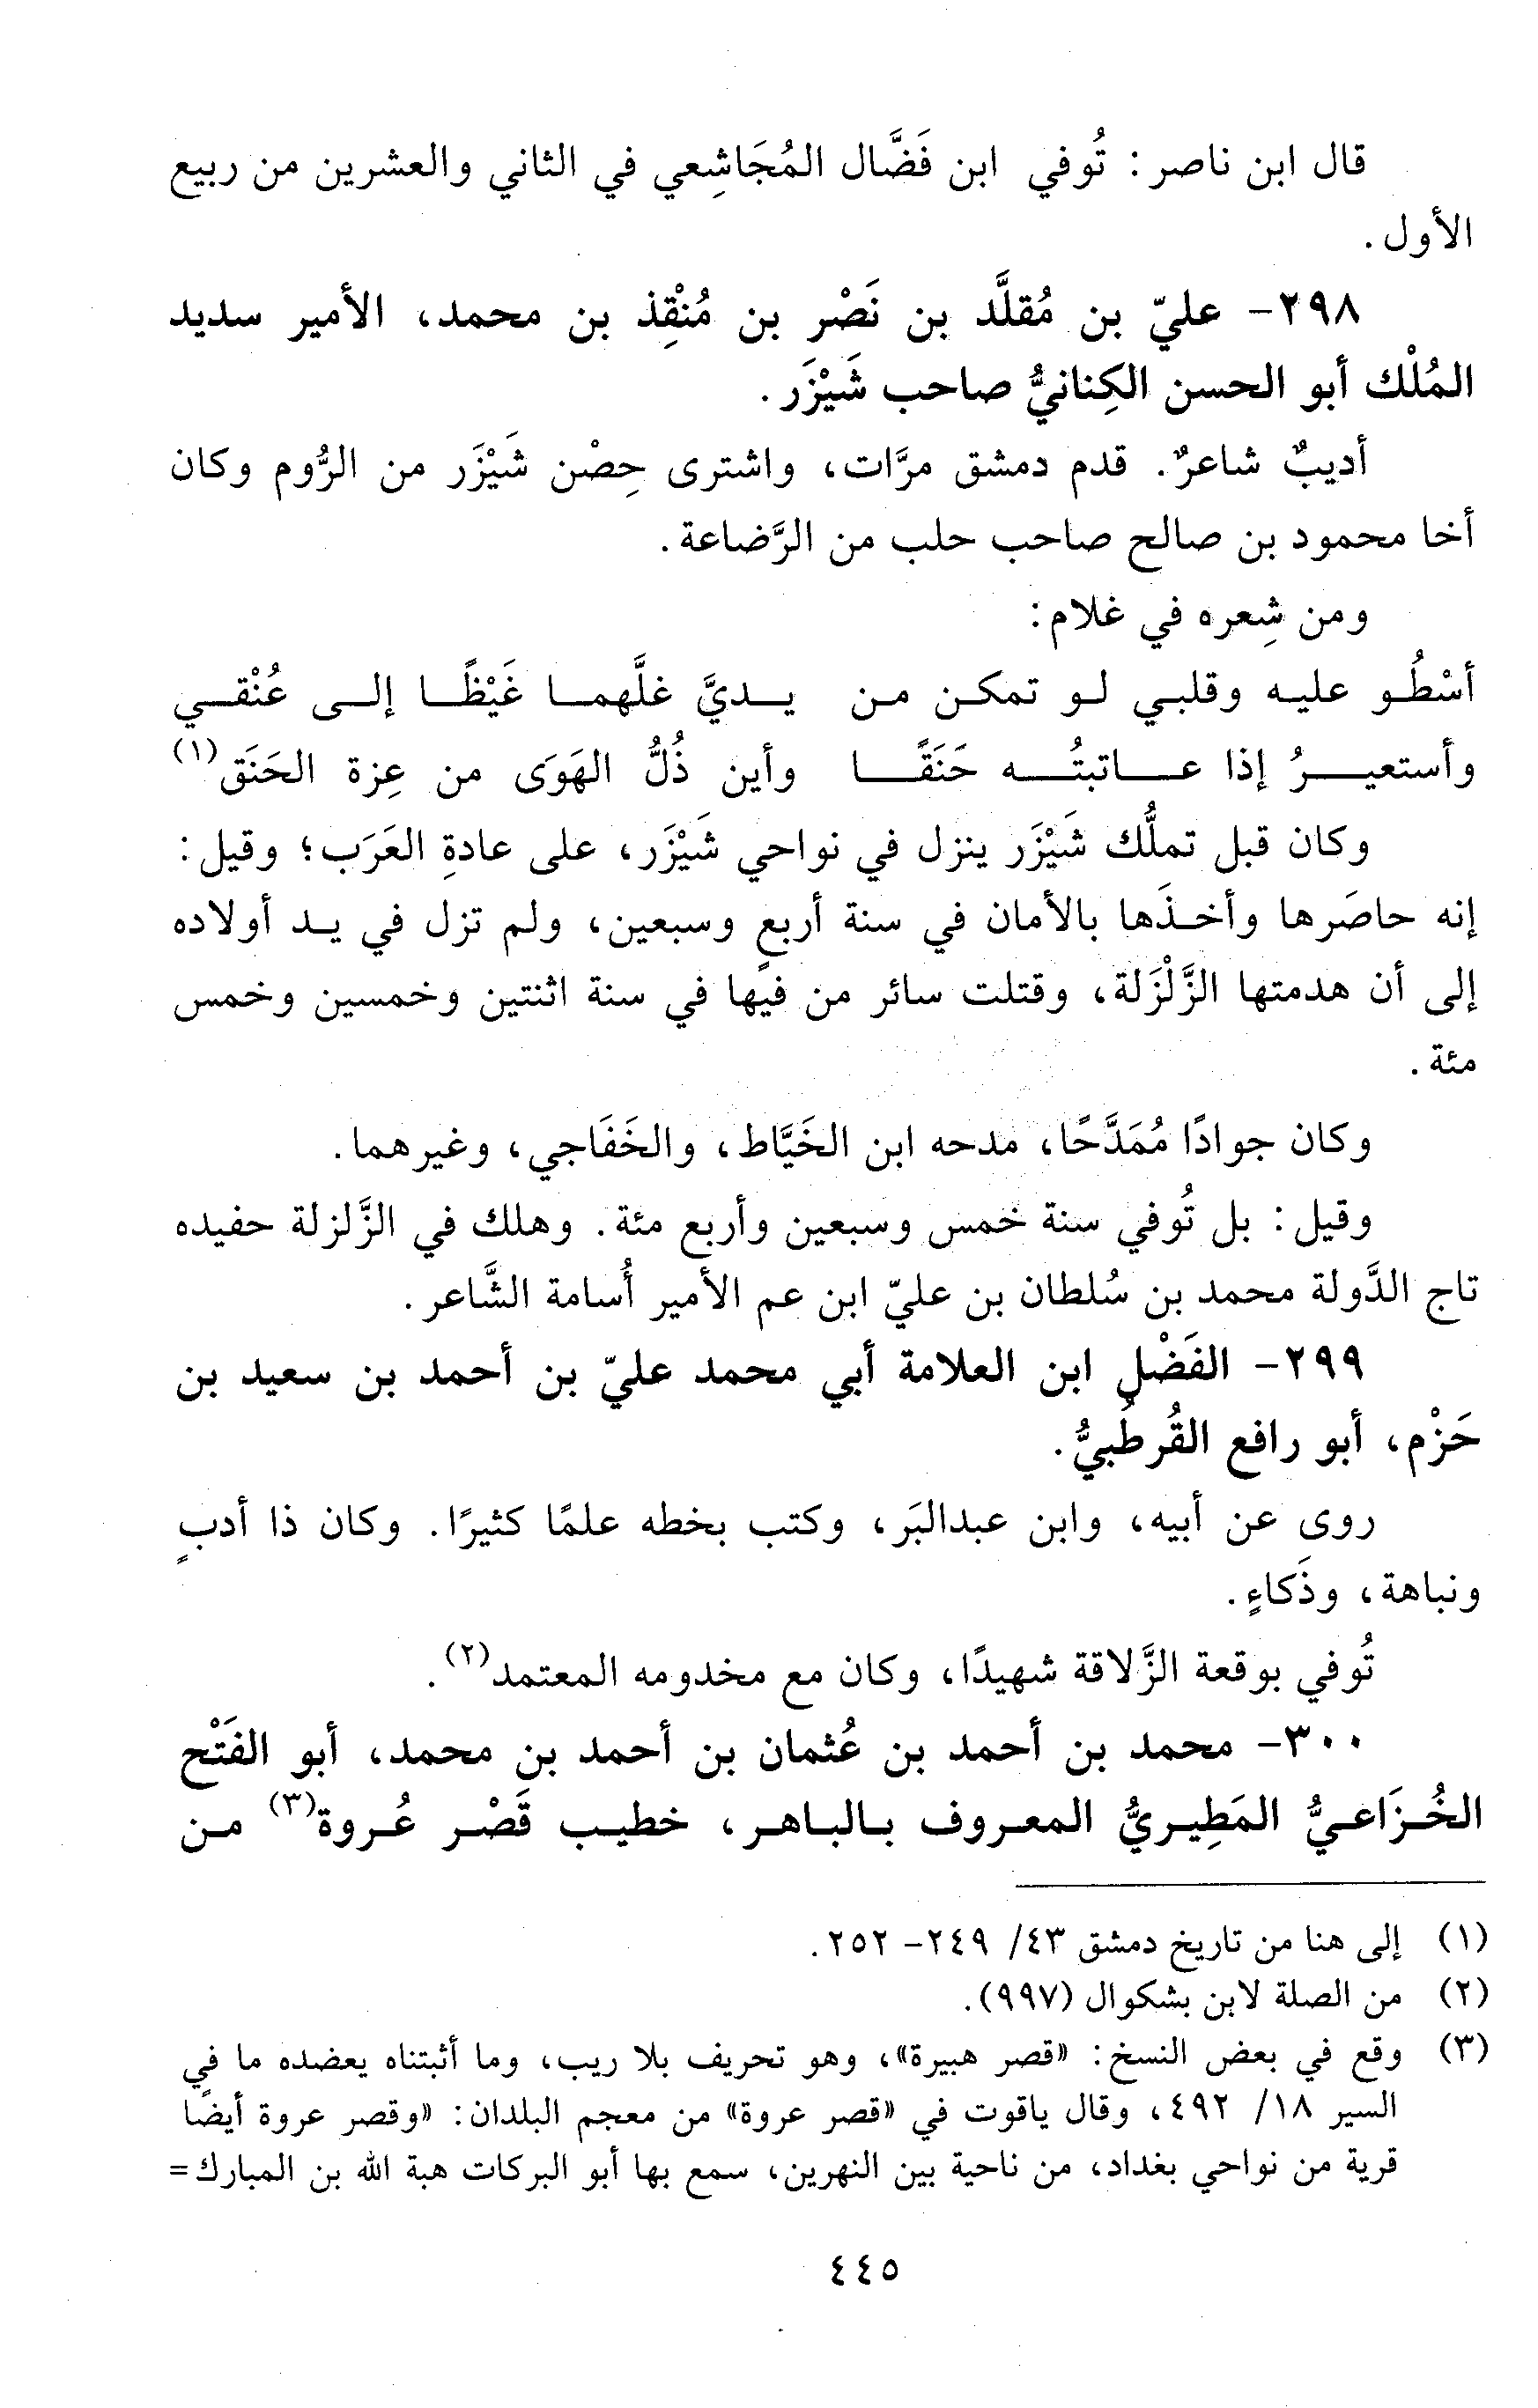 قال ابن ناصر: تُوفي ابن فَضَّال المُجَاشِعي في الثاني والعشرين من ربيع
الأول.
٢٩٨- عليّ بن مُقلَّد بن نَصْر بن مُنْقِذ بن محمد، الأمير سديد
المُلْك أبو الحسن الكِنانيُّ صاحب شَيْزَر.
أديبٌ شاعرٌ. قدم دمشق مرَّات، واشترى حِصْن شَيْزَر من الرُّوم وكان
أخا محمود بن صالح صاحب حلب من الرَّضاعة.
ومن شِعره في غلام:
أسْطُو عليه وقلبي لو تمكن من يديَّ غلَّهما غَيْظًا إلى عُنْقي
وأستعيرُ إذا عاتبتُه حَنَقًا وأين ذُلُّ الهَوَى من عِزة الحَنَق(١)
وكان قبل تملُّك شَيْزَر ينزل في نواحي شَيْزَر، على عادةِ العَرَب؛ وقيل:
إنه حاصَرها وأخذَها بالأمان في سنة أربعٍ وسبعين، ولم تزل في يد أولاده
إلى أن هدمتها الزَّلْزَلة، وقتلت سائر من فيها في سنة اثنتين وخمسين وخمس
مئة.
وكان جوادًا مُمَدَّحًا، مدحه ابن الخَيَّاط، والخَفَاجي، وغيرهما.
وقيل: بل تُوفي سنة خمس وسبعين وأربع مئة. وهلك في الزَّلزلة حفيده
تاج الدَّولة محمد بن سُلطان بن عليّ ابن عم الأمير أُسامة الشَّاعر.
٢٩٩- الفَضْل ابن العلامة أبي محمد عليّ بن أحمد بن سعيد بن
حَزْم، أبو رافع القُرطُبيُّ.
روى عن أبيه، وابن عبدالبَر، وكتب بخطه علمًا كثيرًا. وكان ذا أدبٍ
ونباهة، وذَكاءٍ.
تُوفي بوقعة الزَّلاقة شهيدًا، وكان مع مخدومه المعتمد(٢).
٣٠٠- محمد بن أحمد بن عُثمان بن أحمد بن محمد، أبو الفَتْح
الخُزَاعيُّ المَطِيريُّ المعروف بالباهر، خطيب قَصْر عُروة(٣) من
(١) إلى هنا من تاريخ دمشق ٤٣/ ٢٤٩- ٢٥٢.
(٢) من الصلة لابن بشكوال (٩٩٧).
(٣) وقع في بعض النسخ: «قصر هبيرة»، وهو تحريف بلا ريب، وما أثبتناه يعضده ما في
السير ١٨/ ٤٩٢، وقال ياقوت في «قصر عروة» من معجم البلدان: «وقصر عروة أيضًا
قرية من نواحي بغداد، من ناحية بين النهرين، سمع بها أبو البركات هبة الله بن المبارك=
٤٤٥